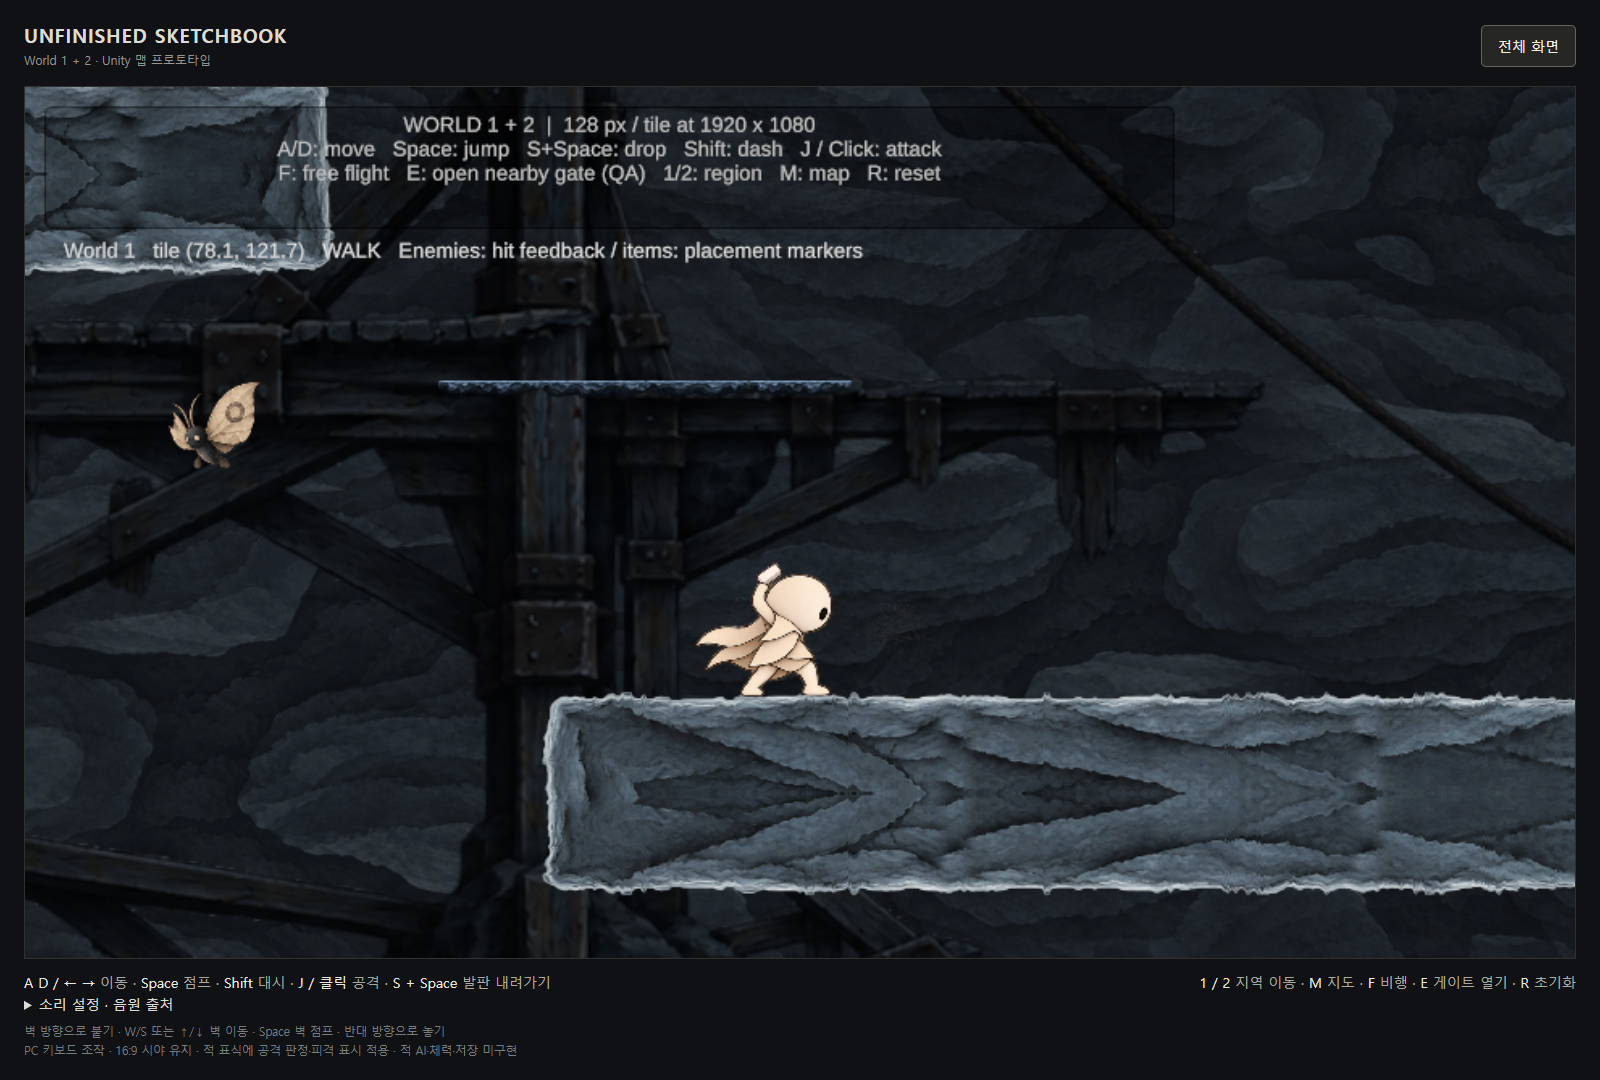 UNFINISHED SKETCHBOOK
World 1 + 2 · Unity 맵 프로토타입
전체 화면
WORLD 1 + 2 | 128 px / tile at 1920 x 1080
A/D: move Space: jump S+Space: drop Shift: dash J / Click: attack
F: free flight E: open nearby gate (QA) 1/2: region M: map R: reset
World 1 tile (78.1, 121.7) WALK Enemies: hit feedback / items: placement markers
A D / ← → 이동 · Space 점프 · Shift 대시 · J / 클릭 공격 · S + Space 발판 내려가기
1 / 2 지역 이동 · M 지도 · F 비행 · E 게이트 열기 · R 초기화
▶ 소리 설정 · 음원 출처
벽 방향으로 붙기 · W/S 또는 ↑/↓ 벽 이동 · Space 벽 점프 · 반대 방향으로 놓기
PC 키보드 조작 · 16:9 시야 유지 · 적 표식에 공격 판정·피격 표시 적용 · 적 AI·체력·저장 미구현